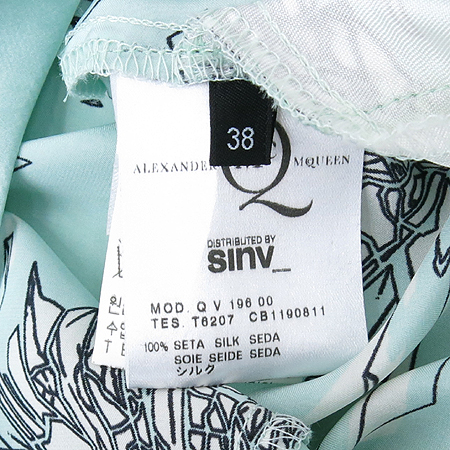 38
ALEXANDER McQUEEN
Q
DISTRIBUTED BY
sinv_
MOD. Q V 196 00
TES. T6207 CB1190811
100% SETA SILK SEDA
SOIE SEIDE SEDA
シルク